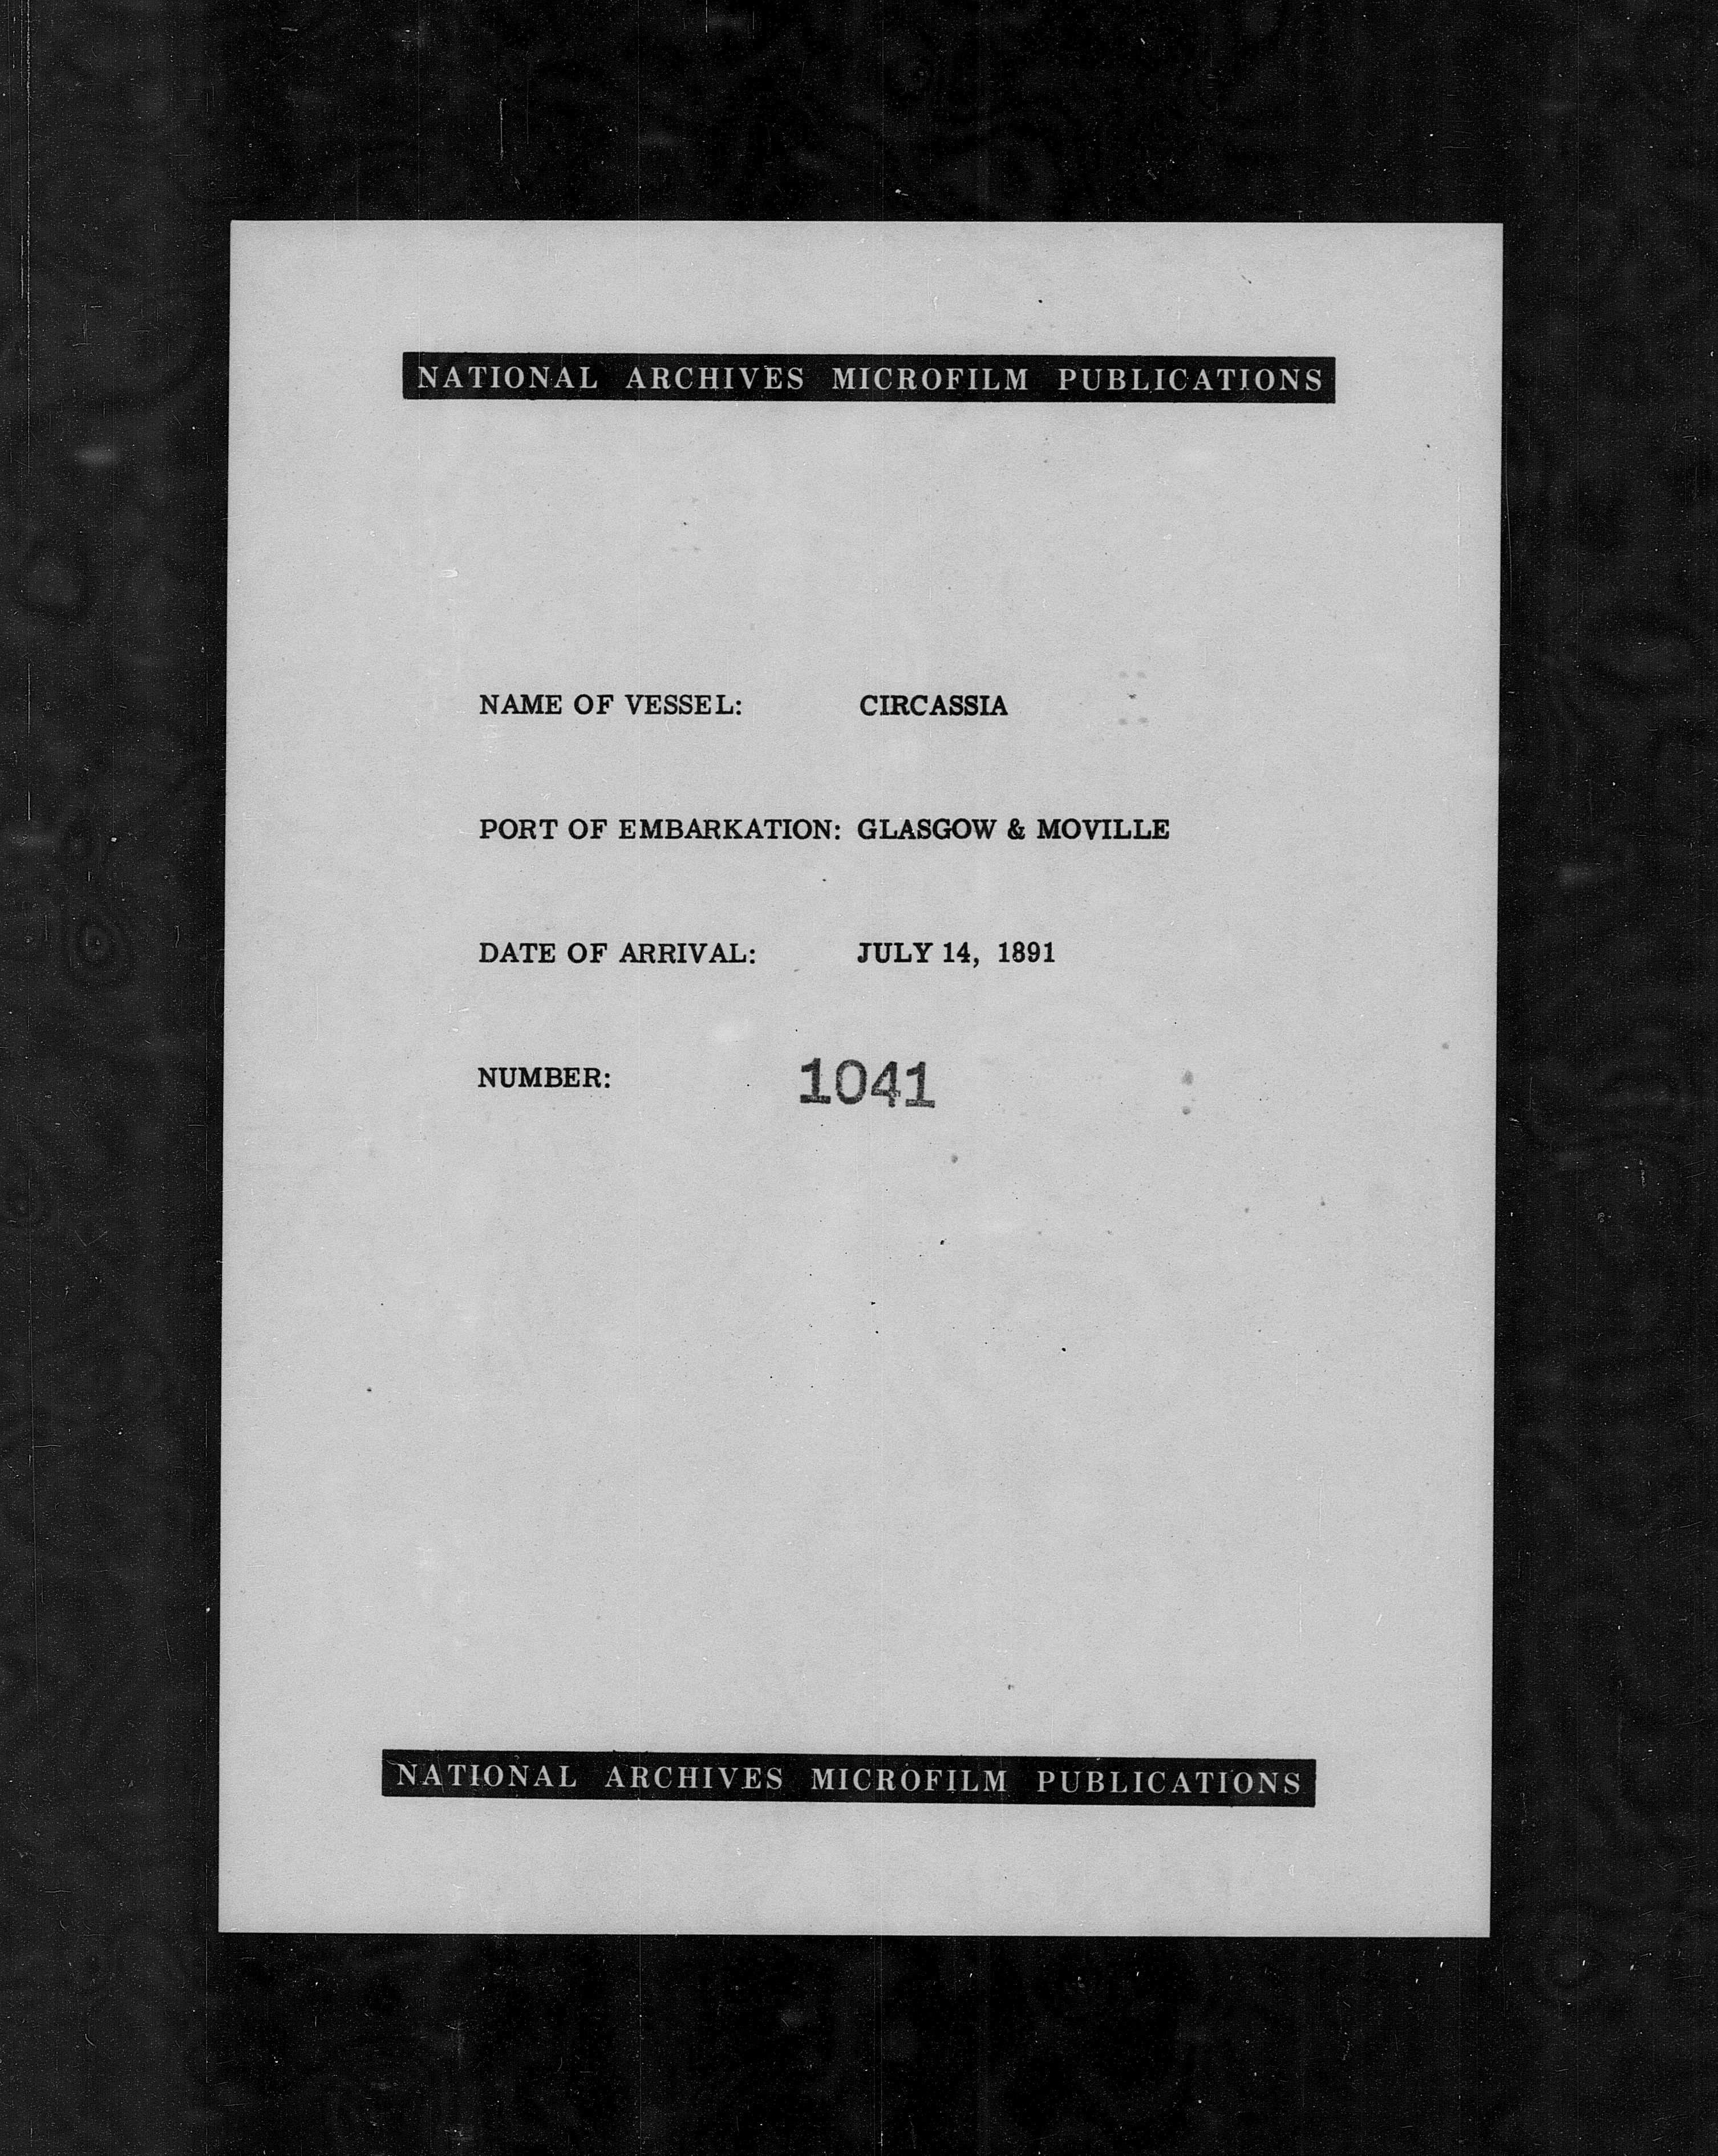 NATIONAL ARCHIVES MICROFILM PUBLICATIONS
NAME OF VESSEL: CIRCASSIA
PORT OF EMBARKATION: GLASGOW & MOVILLE
DATE OF ARRIVAL: JULY 14, 1891
NUMBER: 1041
NATIONAL ARCHIVES MICROFILM PUBLICATIONS